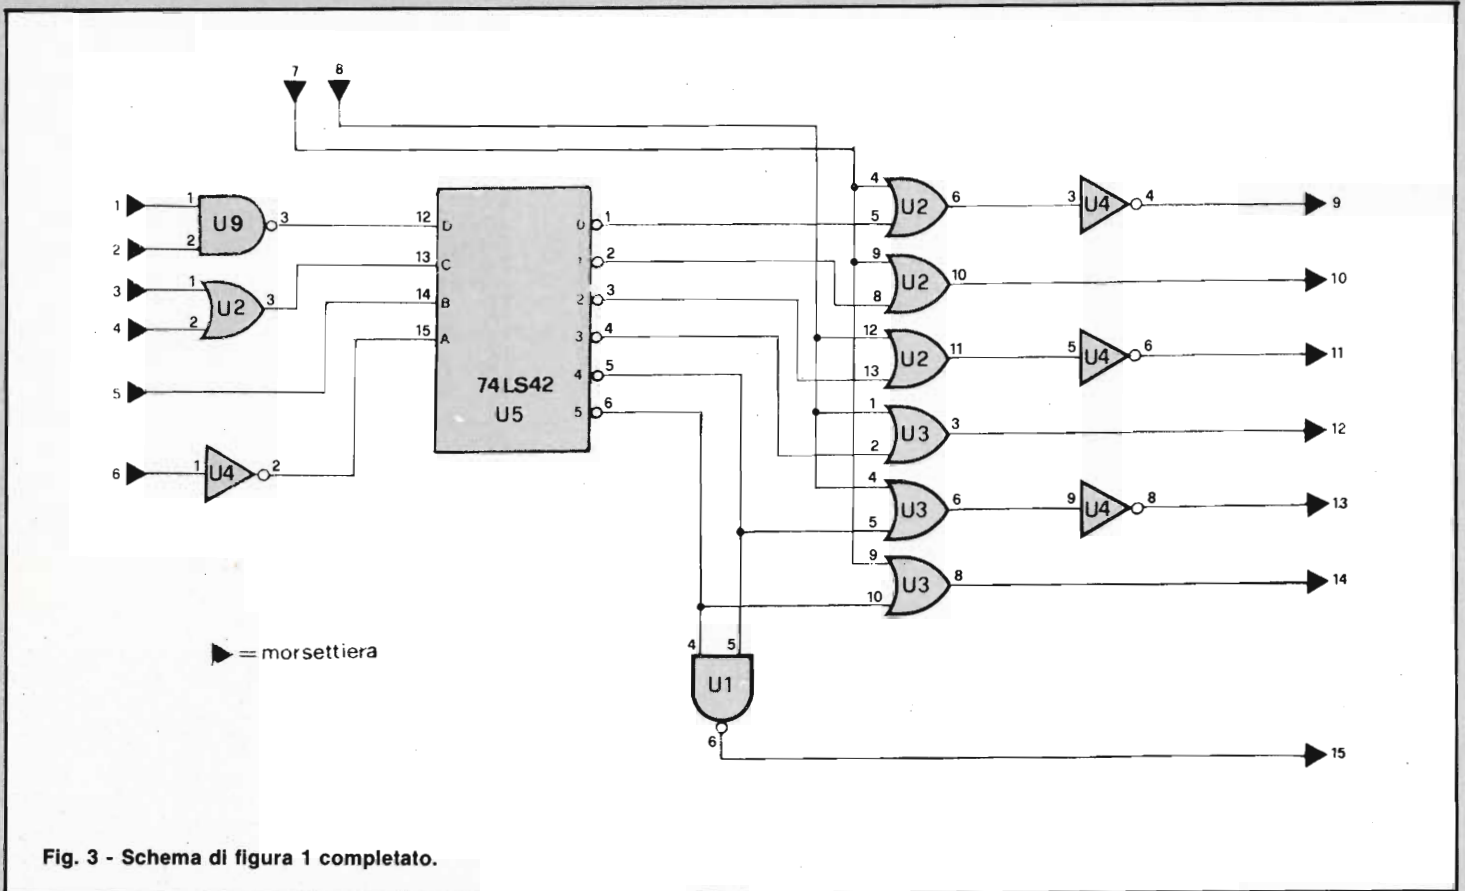 7 8
1 1 U9 3 12 D 0 1 4 U2 6 3 U4 4 9
2 2 5
13 C 1 2 9 U2 10 10
3 1 U2 3 8
4 2 14 B 2 3 12 U2 11 5 U4 6 11
15 A 3 4 13
5 74LS42 4 5 1 U3 3 12
U5 5 6 2
6 1 U4 2 4 U3 6 9 U4 8 13
5
9 U3 8 14
10
= morsettiera
4 5
U1
6
15
Fig. 3 - Schema di figura 1 completato.